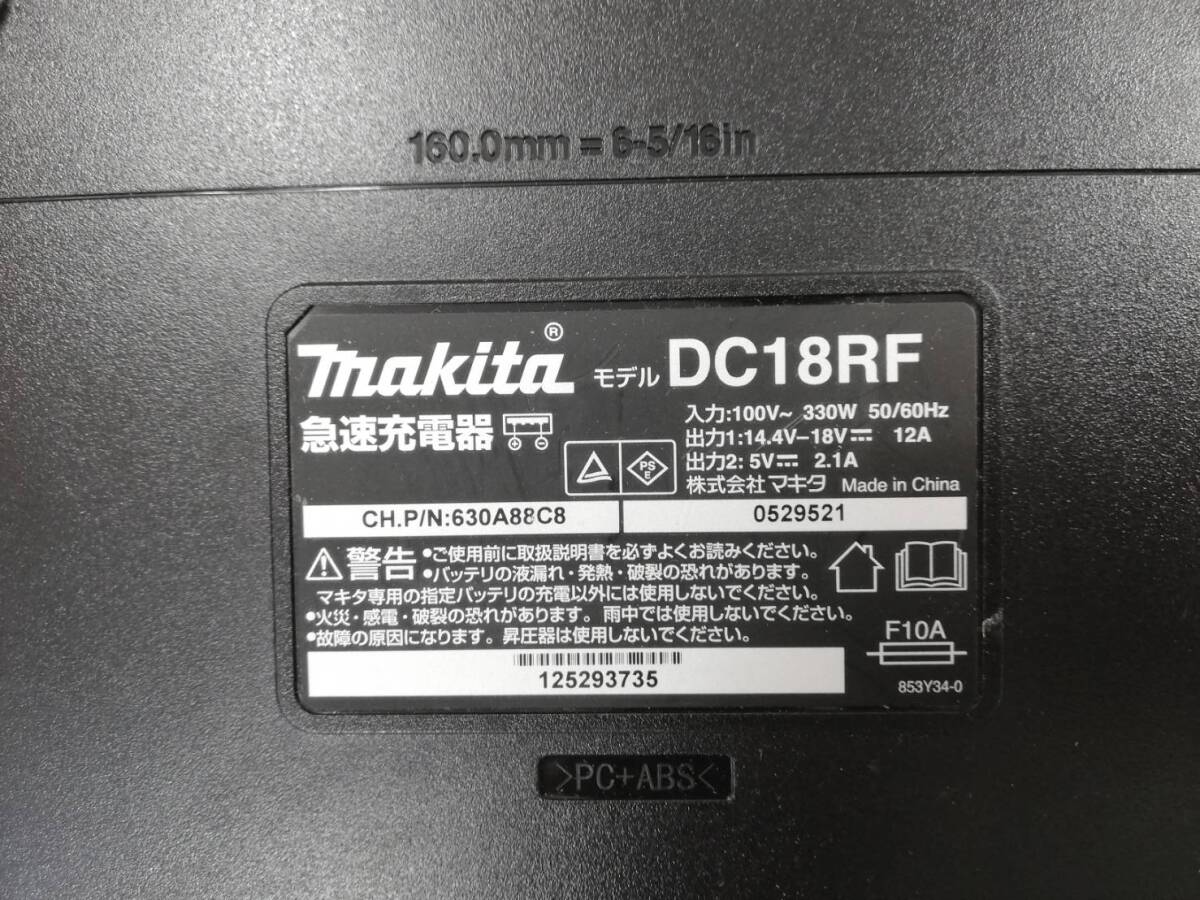 160.0mm = 6-5/16in
makita® モデル DC18RF
急速充電器
入力:100V~ 330W 50/60Hz
出力1:14.4V-18V⎓ 12A
出力2:5V⎓ 2.1A
株式会社マキタ Made in China
PSE
CH.P/N:630A88C8
0529521
⚠警告 •ご使用前に取扱説明書を必ずよくお読みください。
•バッテリの液漏れ・発熱・破裂の恐れがあります。
マキタ専用の指定バッテリの充電以外には使用しないでください。
•火災・感電・破裂の恐れがあります。雨中では使用しないでください。
•故障の原因になります。昇圧器は使用しないでください。
F10A
125293735
853Y34-0
>PC+ABS<